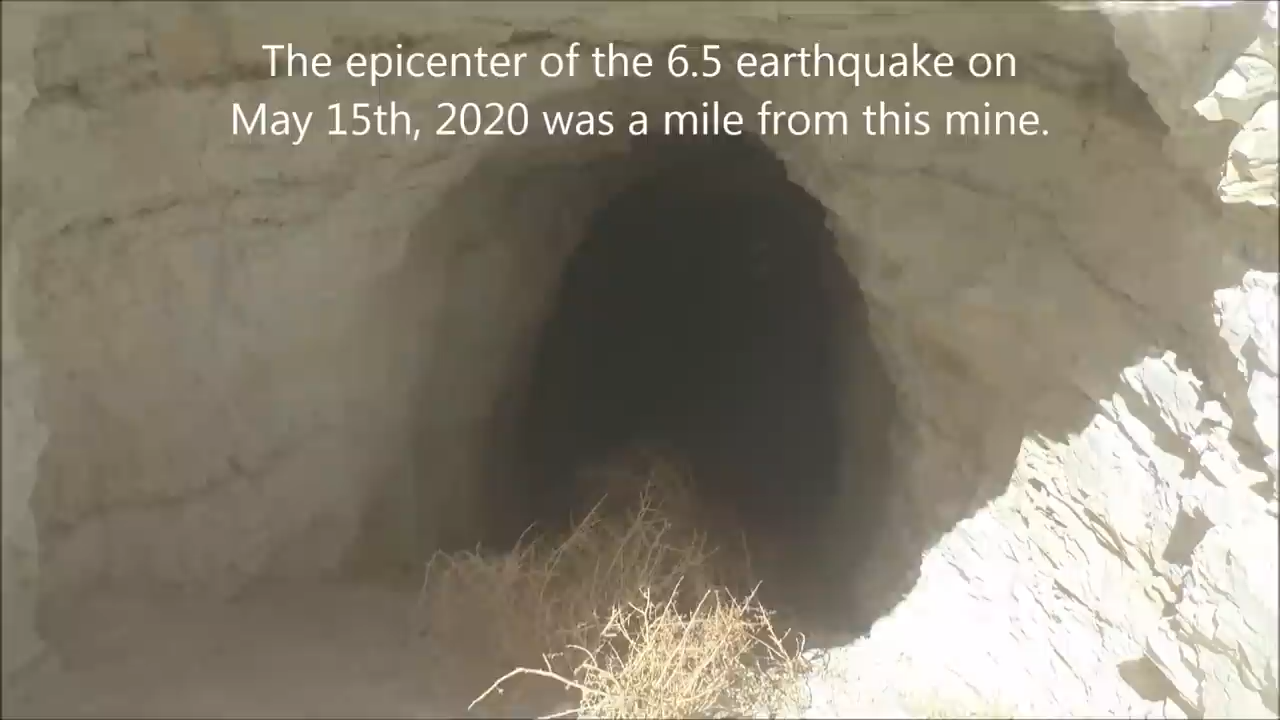 The epicenter of the 6.5 earthquake on
May 15th, 2020 was a mile from this mine.